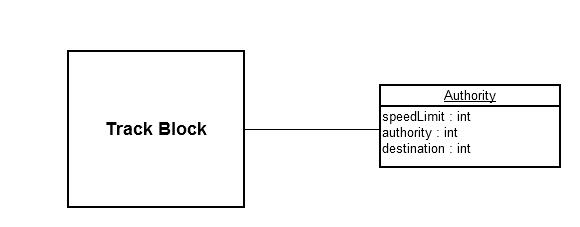 Track Block
Authority
speedLimit : int
authority : int
destination : int